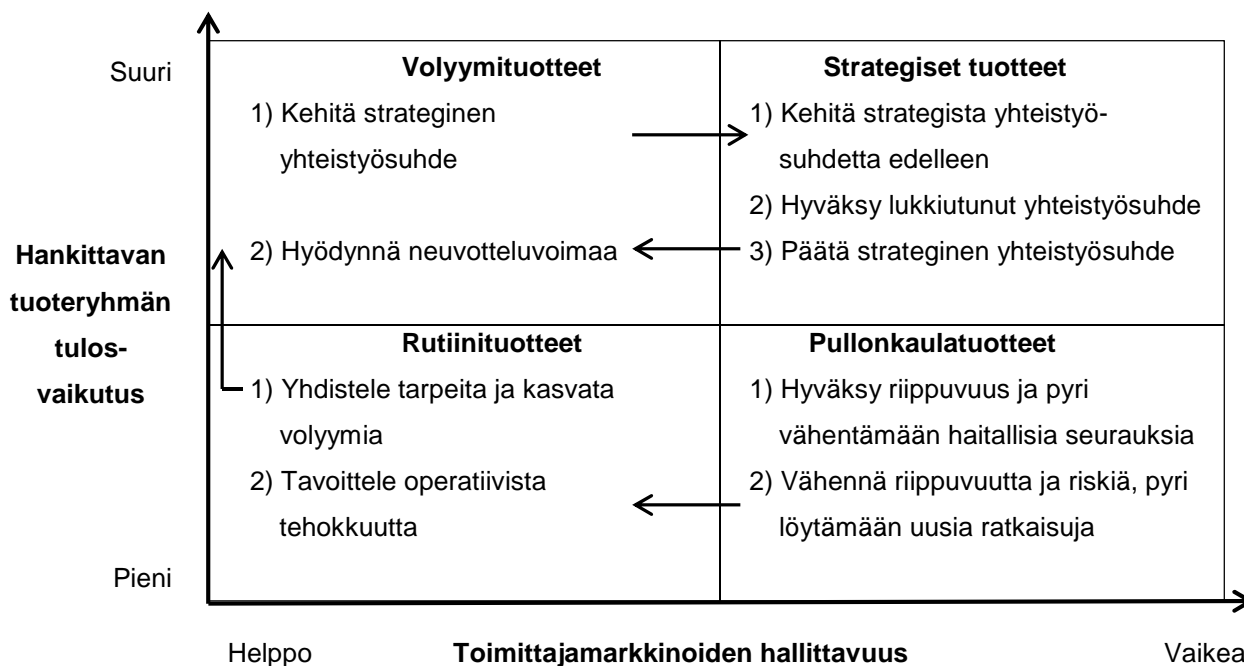 Suuri
Volyymituotteet
1) Kehitä strateginen
yhteistyösuhde
2) Hyödynnä neuvotteluvoimaa
Strategiset tuotteet
1) Kehitä strategista yhteistyö-
suhdetta edelleen
2) Hyväksy lukkiutunut yhteistyösuhde
3) Päätä strateginen yhteistyösuhde
Hankittavan
tuoteryhmän
tulos-
vaikutus
Rutiinituotteet
1) Yhdistele tarpeita ja kasvata
volyymia
2) Tavoittele operatiivista
tehokkuutta
Pullonkaulatuotteet
1) Hyväksy riippuvuus ja pyri
vähentämään haitallisia seurauksia
2) Vähennä riippuvuutta ja riskiä, pyri
löytämään uusia ratkaisuja
Pieni
Helppo
Toimittajamarkkinoiden hallittavuus
Vaikea